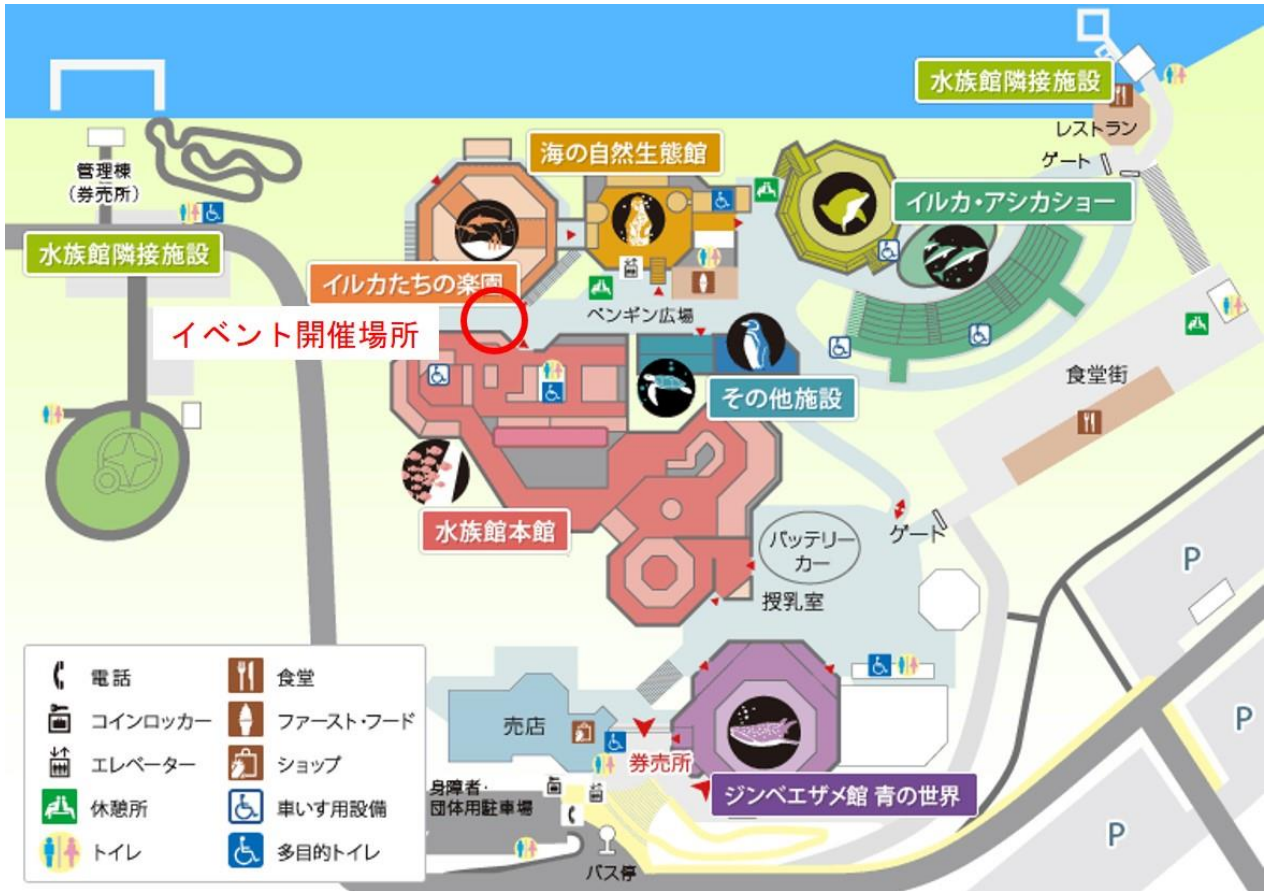 水族館隣接施設
レストラン
ゲート
海の自然生態館
管理棟
(券売所)
イルカ・アシカショー
水族館隣接施設
イルカたちの楽園
イベント開催場所
ペンギン広場
その他施設
食堂街
水族館本館
バッテリー
カー
ゲート
授乳室
P
P
P
売店
券売所
身障者・
団体用駐車場
ジンベエザメ館 青の世界
バス停
電話
食堂
コインロッカー
ファースト・フード
エレベーター
ショップ
休憩所
車いす用設備
トイレ
多目的トイレ